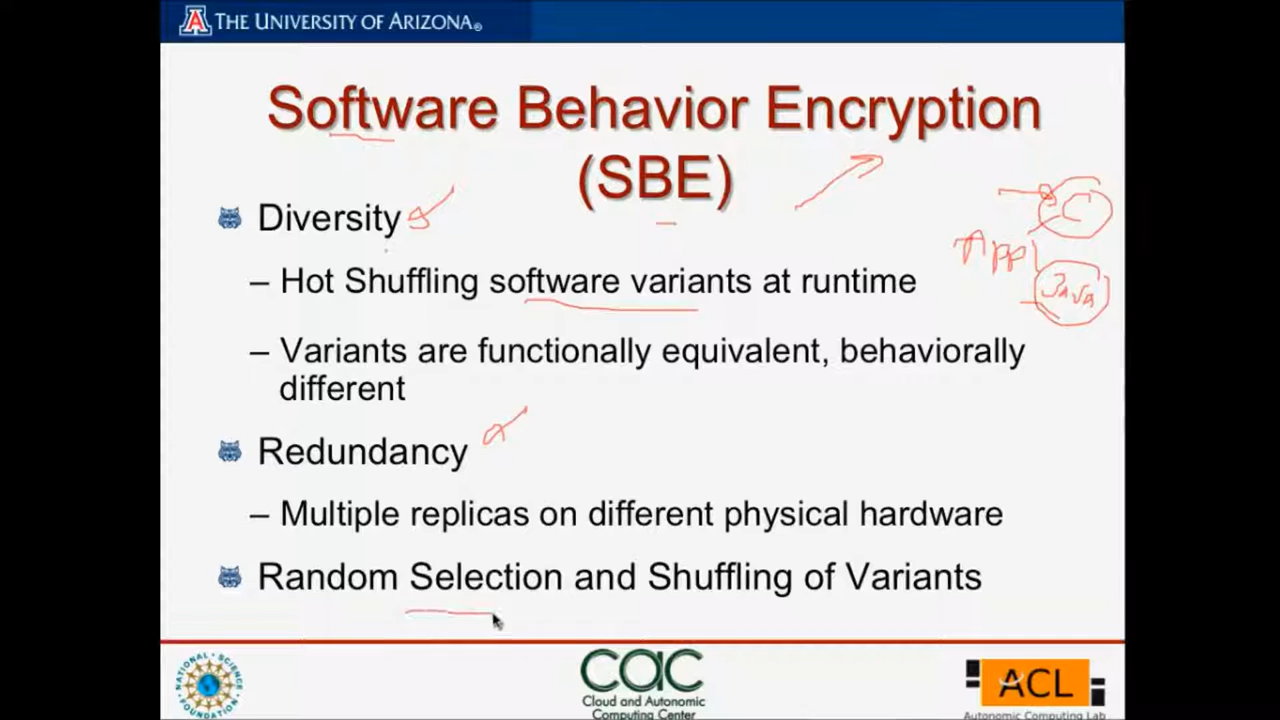 THE UNIVERSITY OF ARIZONA®
Software Behavior Encryption
(SBE)
Diversity
– Hot Shuffling software variants at runtime
– Variants are functionally equivalent, behaviorally
different
Redundancy
– Multiple replicas on different physical hardware
Random Selection and Shuffling of Variants
C
App
Java
NATIONAL SCIENCE FOUNDATION
cac
Cloud and Autonomic
Computing Center
ACL
Autonomic Computing Lab